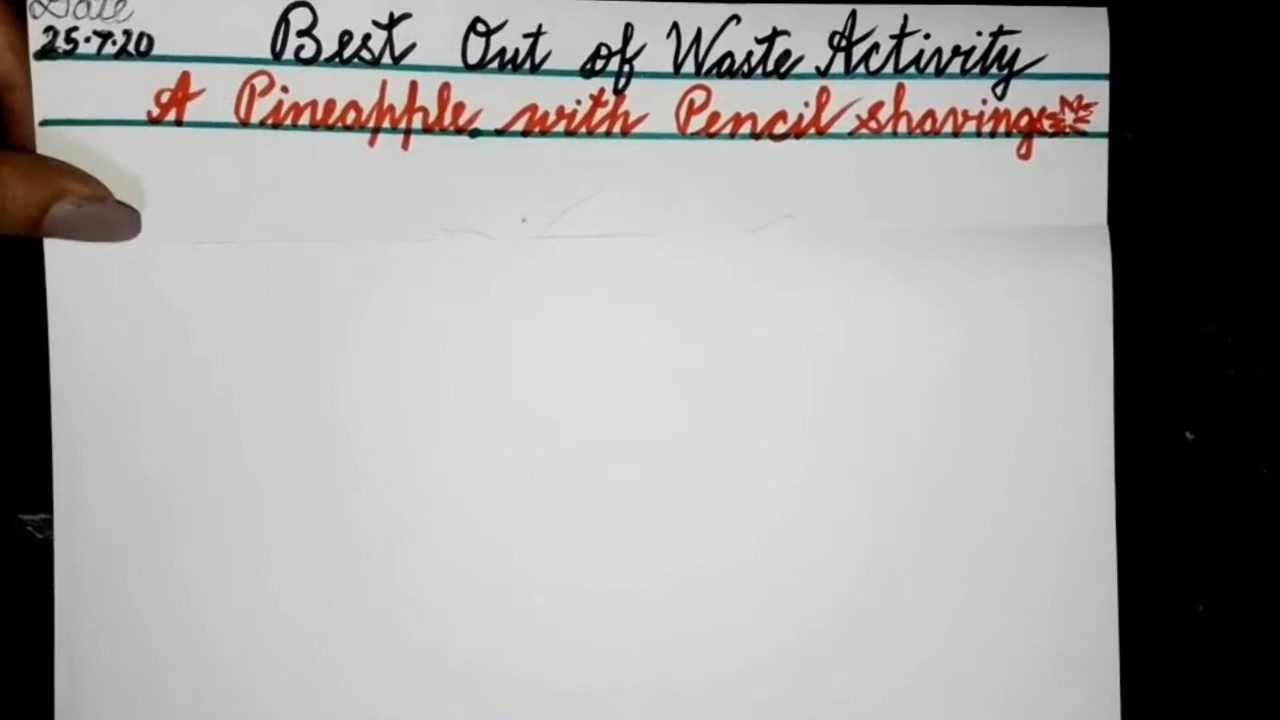 Date
25.7.20 Best Out of Waste Activity
A Pineapple with Pencil shavings